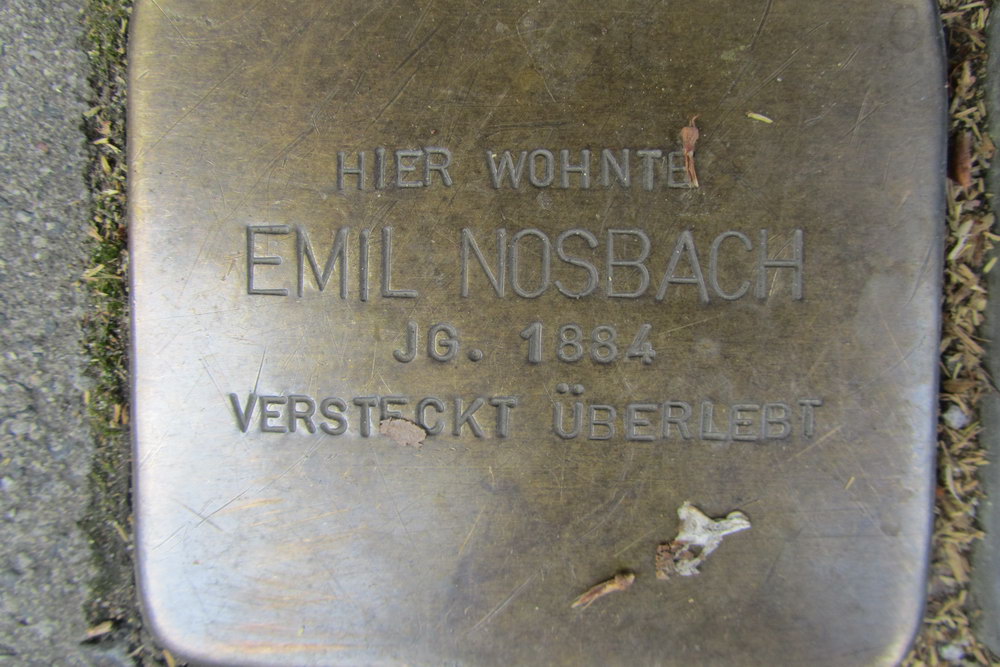 HIER WOHNTE
EMIL NOSBACH
JG. 1884
VERSTECKT ÜBERLEBT